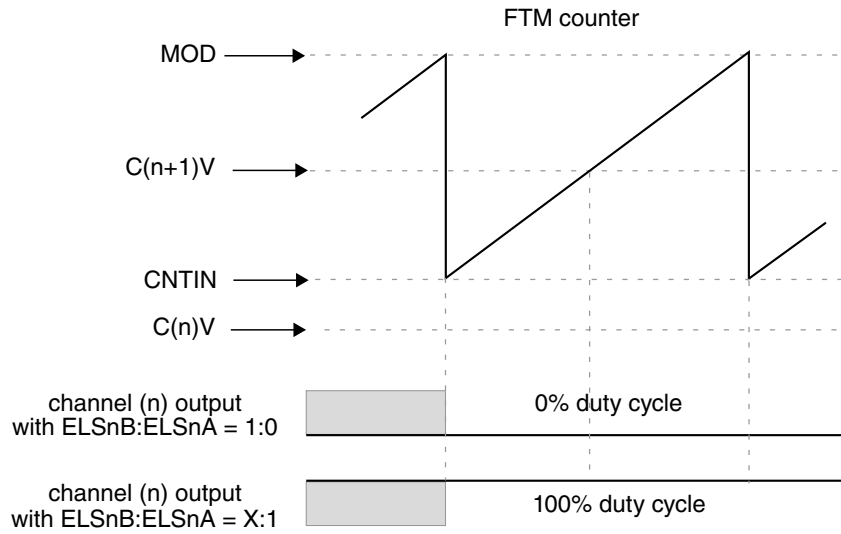 FTM counter
MOD
C(n+1)V
CNTIN
C(n)V
channel (n) output
with ELSnB:ELSnA = 1:0
0% duty cycle
channel (n) output
with ELSnB:ELSnA = X:1
100% duty cycle